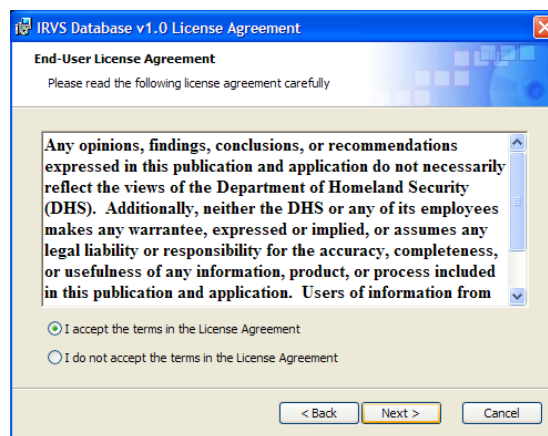 IRVS Database v1.0 License Agreement
End-User License Agreement
Please read the following license agreement carefully
Any opinions, findings, conclusions, or recommendations
expressed in this publication and application do not necessarily
reflect the views of the Department of Homeland Security
(DHS).  Additionally, neither the DHS or any of its employees
makes any warrantee, expressed or implied, or assumes any
legal liability or responsibility for the accuracy, completeness,
or usefulness of any information, product, or process included
in this publication and application.  Users of information from
I accept the terms in the License Agreement
I do not accept the terms in the License Agreement
< Back Next > Cancel